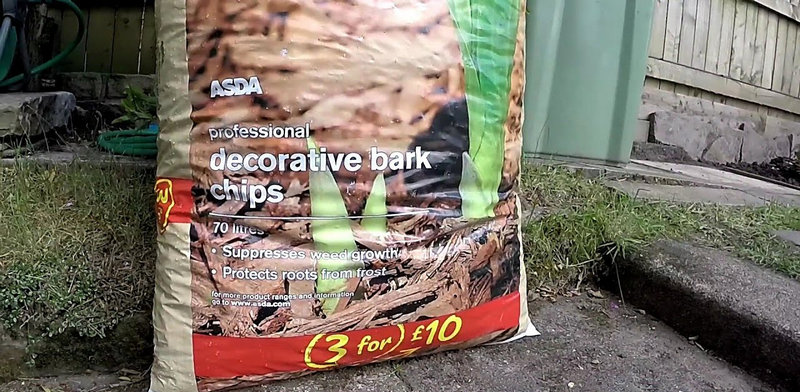 ASDA
professional
decorative bark
chips
70 litres
• Suppresses weed growth
• Protects roots from frost
for more product ranges and information
go to www.asda.com
(3 for) £10